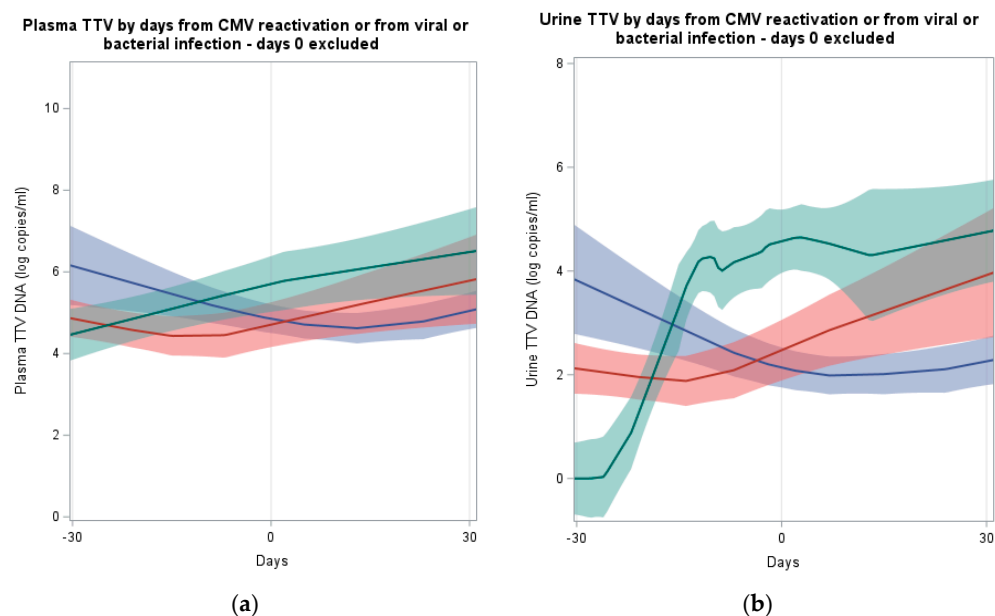 Plasma TTV by days from CMV reactivation or from viral or
bacterial infection - days 0 excluded
10
8
6
4
2
0
Plasma TTV DNA (log copies/ml)
-30
0
30
Days
(a)
Urine TTV by days from CMV reactivation or from viral or
bacterial infection - days 0 excluded
8
6
4
2
0
Urine TTV DNA (log copies/ml)
-30
0
30
Days
(b)